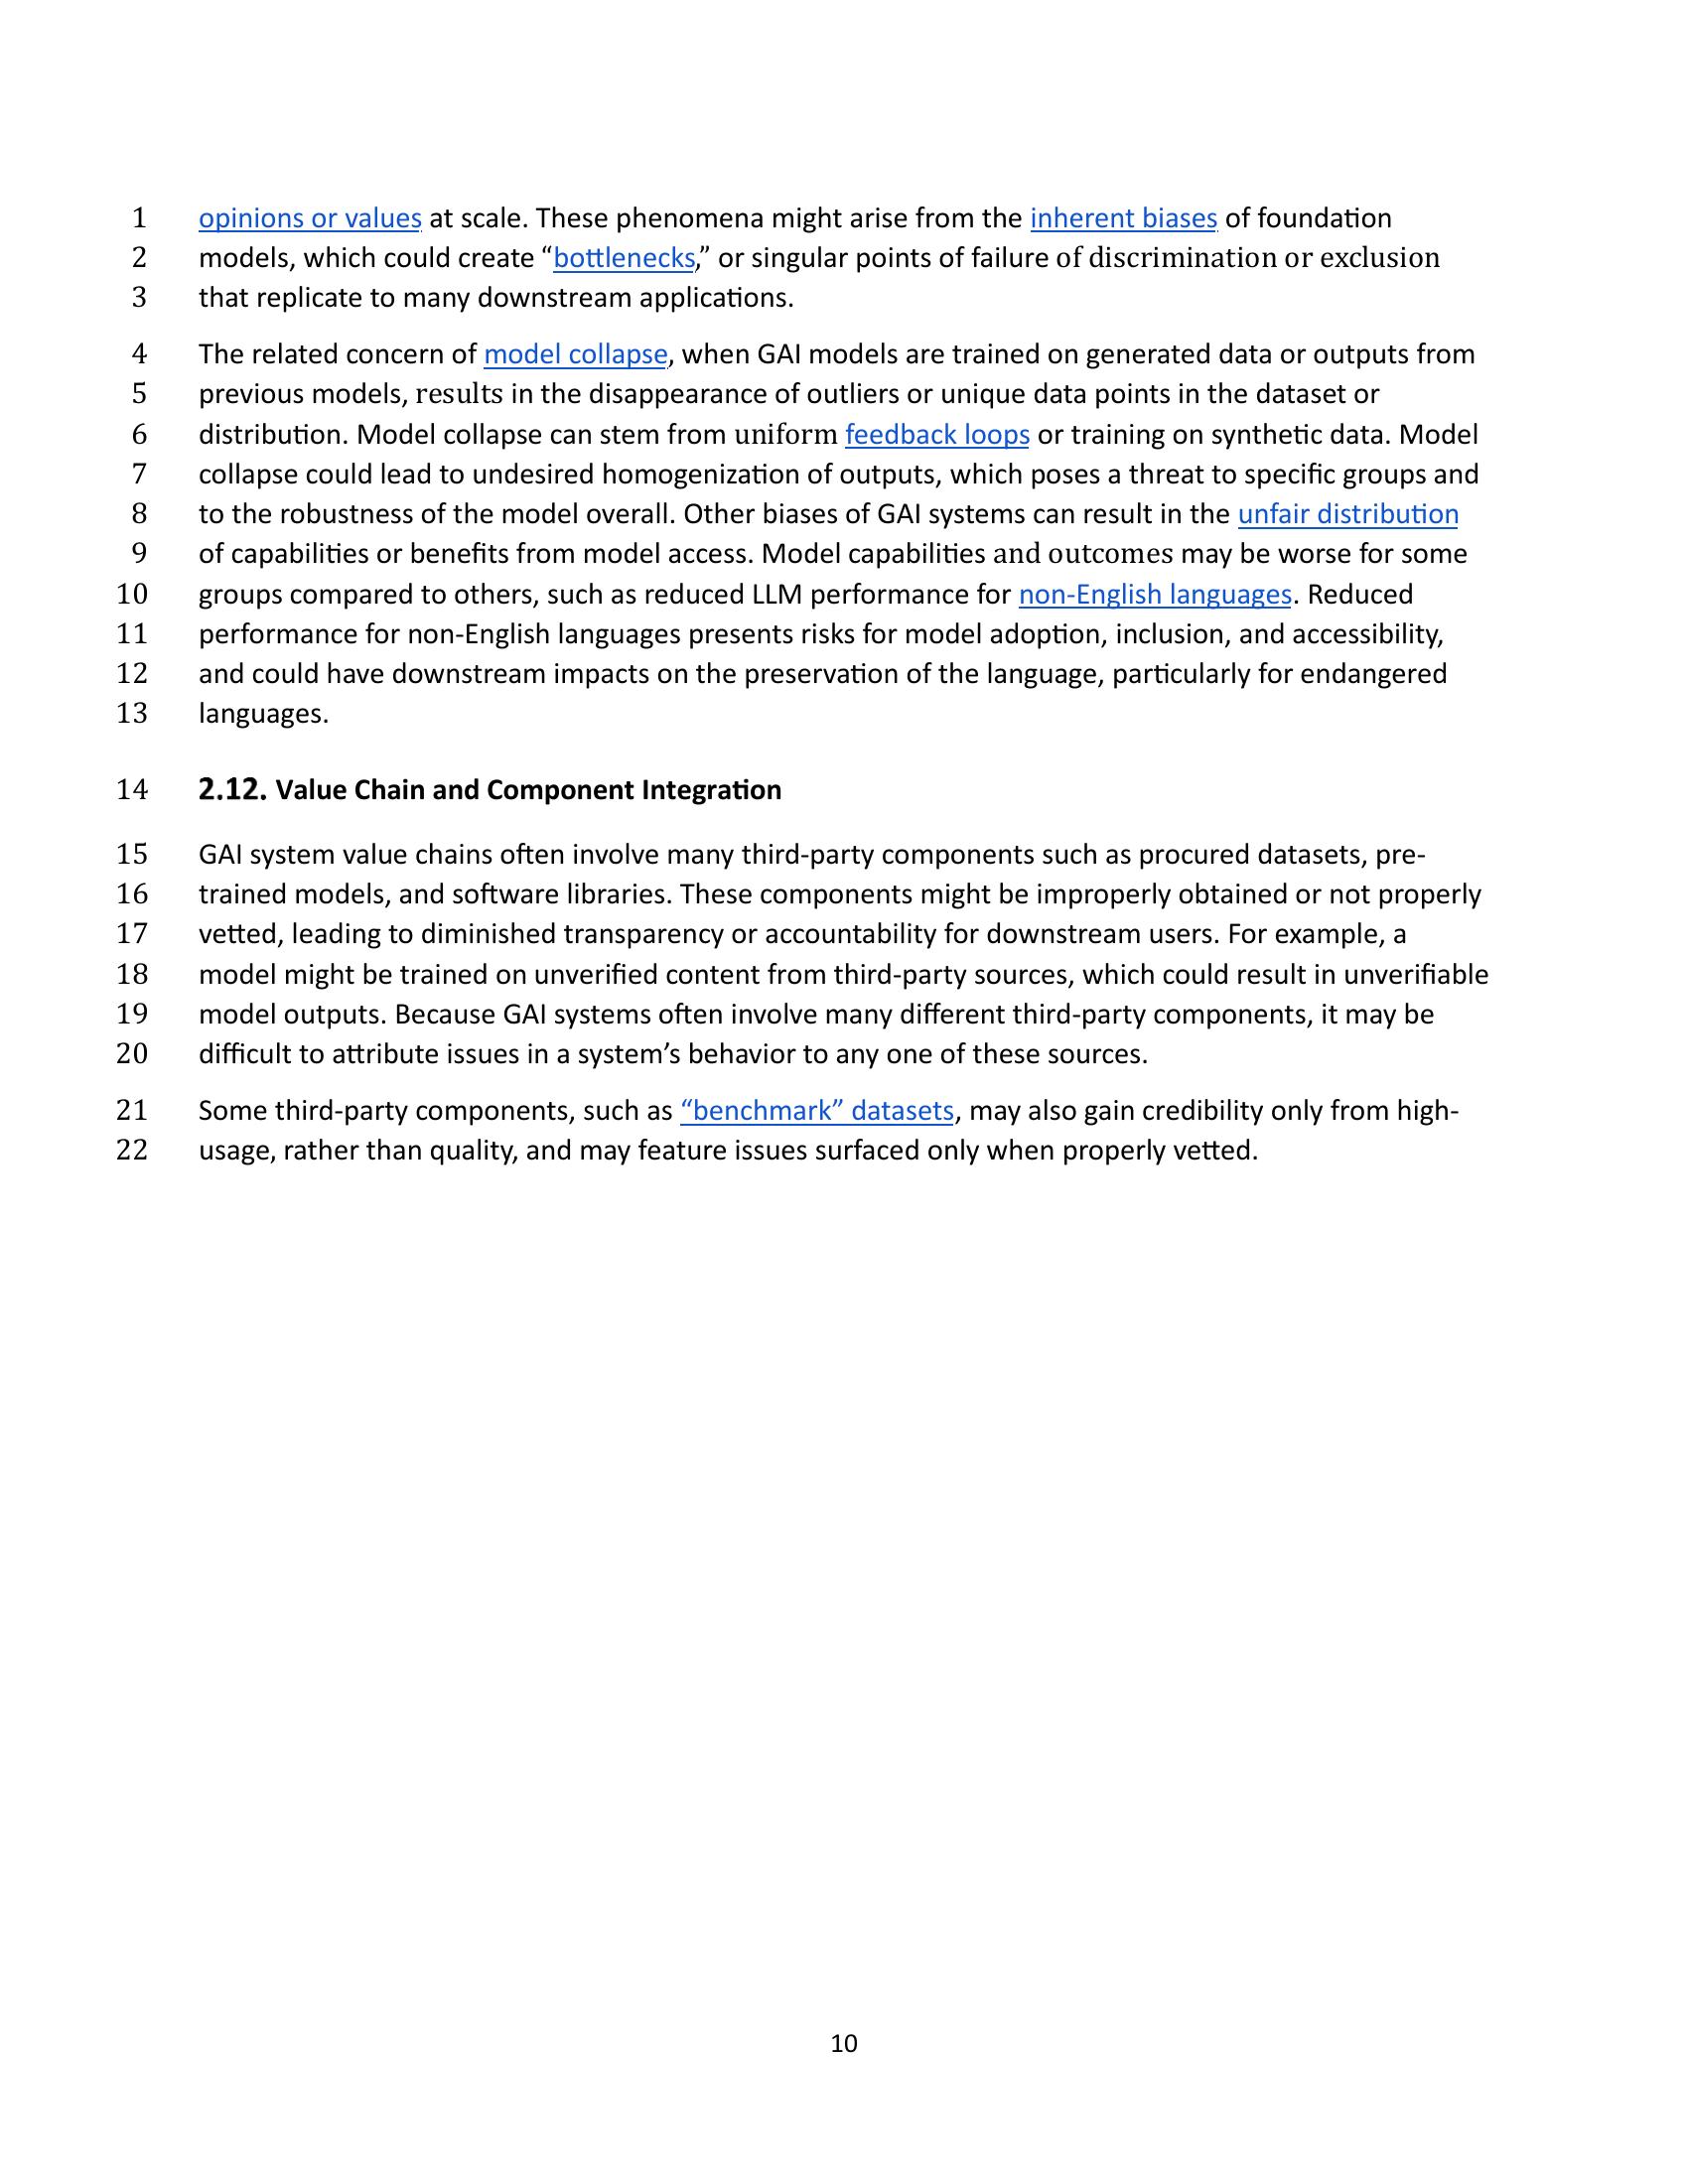 1 opinions or values at scale. These phenomena might arise from the inherent biases of foundation
2 models, which could create “bottlenecks,” or singular points of failure of discrimination or exclusion
3 that replicate to many downstream applications.
4 The related concern of model collapse, when GAI models are trained on generated data or outputs from
5 previous models, results in the disappearance of outliers or unique data points in the dataset or
6 distribution. Model collapse can stem from uniform feedback loops or training on synthetic data. Model
7 collapse could lead to undesired homogenization of outputs, which poses a threat to specific groups and
8 to the robustness of the model overall. Other biases of GAI systems can result in the unfair distribution
9 of capabilities or benefits from model access. Model capabilities and outcomes may be worse for some
10 groups compared to others, such as reduced LLM performance for non-English languages. Reduced
11 performance for non-English languages presents risks for model adoption, inclusion, and accessibility,
12 and could have downstream impacts on the preservation of the language, particularly for endangered
13 languages.
14 2.12. Value Chain and Component Integration
15 GAI system value chains often involve many third-party components such as procured datasets, pre-
16 trained models, and software libraries. These components might be improperly obtained or not properly
17 vetted, leading to diminished transparency or accountability for downstream users. For example, a
18 model might be trained on unverified content from third-party sources, which could result in unverifiable
19 model outputs. Because GAI systems often involve many different third-party components, it may be
20 difficult to attribute issues in a system’s behavior to any one of these sources.
21 Some third-party components, such as “benchmark” datasets, may also gain credibility only from high-
22 usage, rather than quality, and may feature issues surfaced only when properly vetted.
10